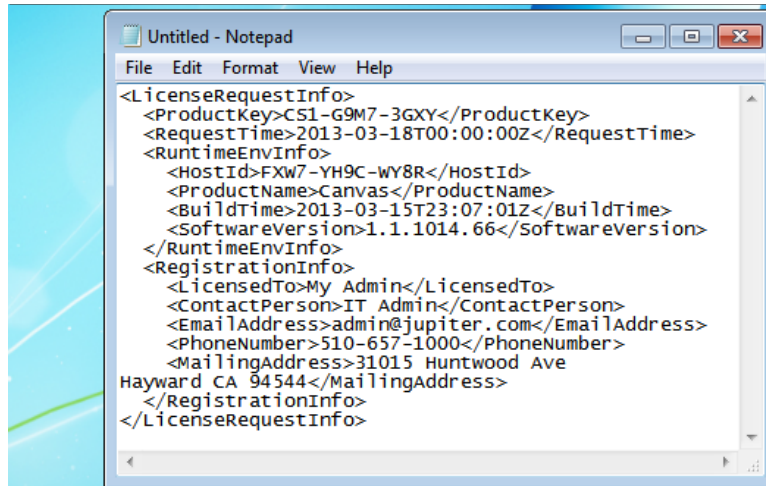 Untitled - Notepad
File Edit Format View Help
<LicenseRequestInfo>
  <ProductKey>CS1-G9M7-3GXY</ProductKey>
  <RequestTime>2013-03-18T00:00:00Z</RequestTime>
  <RuntimeEnvInfo>
    <HostId>FXW7-YH9C-WY8R</HostId>
    <ProductName>Canvas</ProductName>
    <BuildTime>2013-03-15T23:07:01Z</BuildTime>
    <SoftwareVersion>1.1.1014.66</SoftwareVersion>
  </RuntimeEnvInfo>
  <RegistrationInfo>
    <LicensedTo>My Admin</LicensedTo>
    <ContactPerson>IT Admin</ContactPerson>
    <EmailAddress>admin@jupiter.com</EmailAddress>
    <PhoneNumber>510-657-1000</PhoneNumber>
    <MailingAddress>31015 Huntwood Ave
Hayward CA 94544</MailingAddress>
  </RegistrationInfo>
</LicenseRequestInfo>